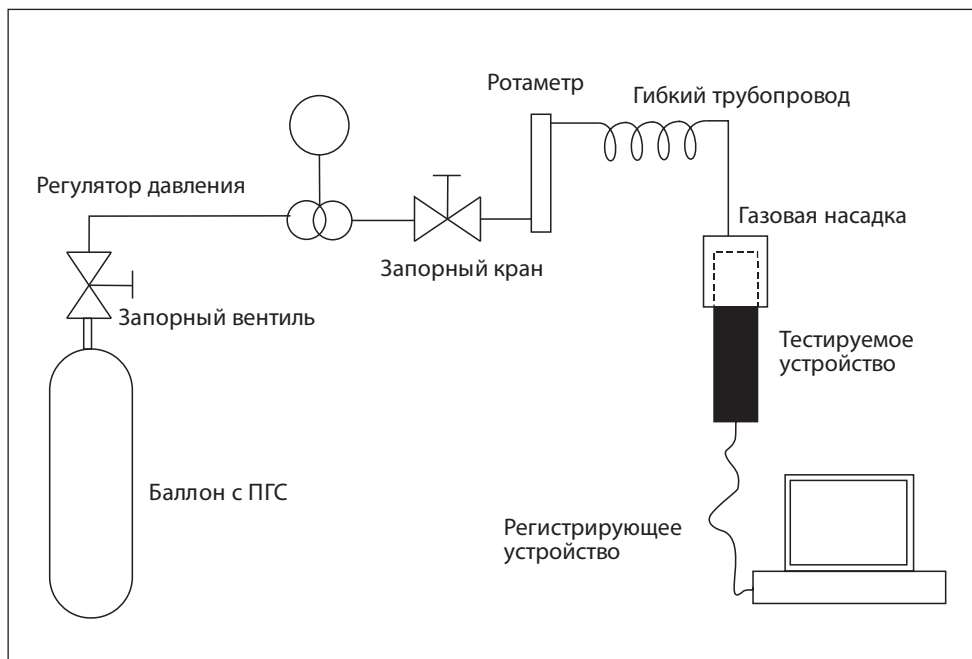 Ротаметр
Гибкий трубопровод
Регулятор давления
Газовая насадка
Запорный кран
Запорный вентиль
Тестируемое
устройство
Баллон с ПГС
Регистрирующее
устройство